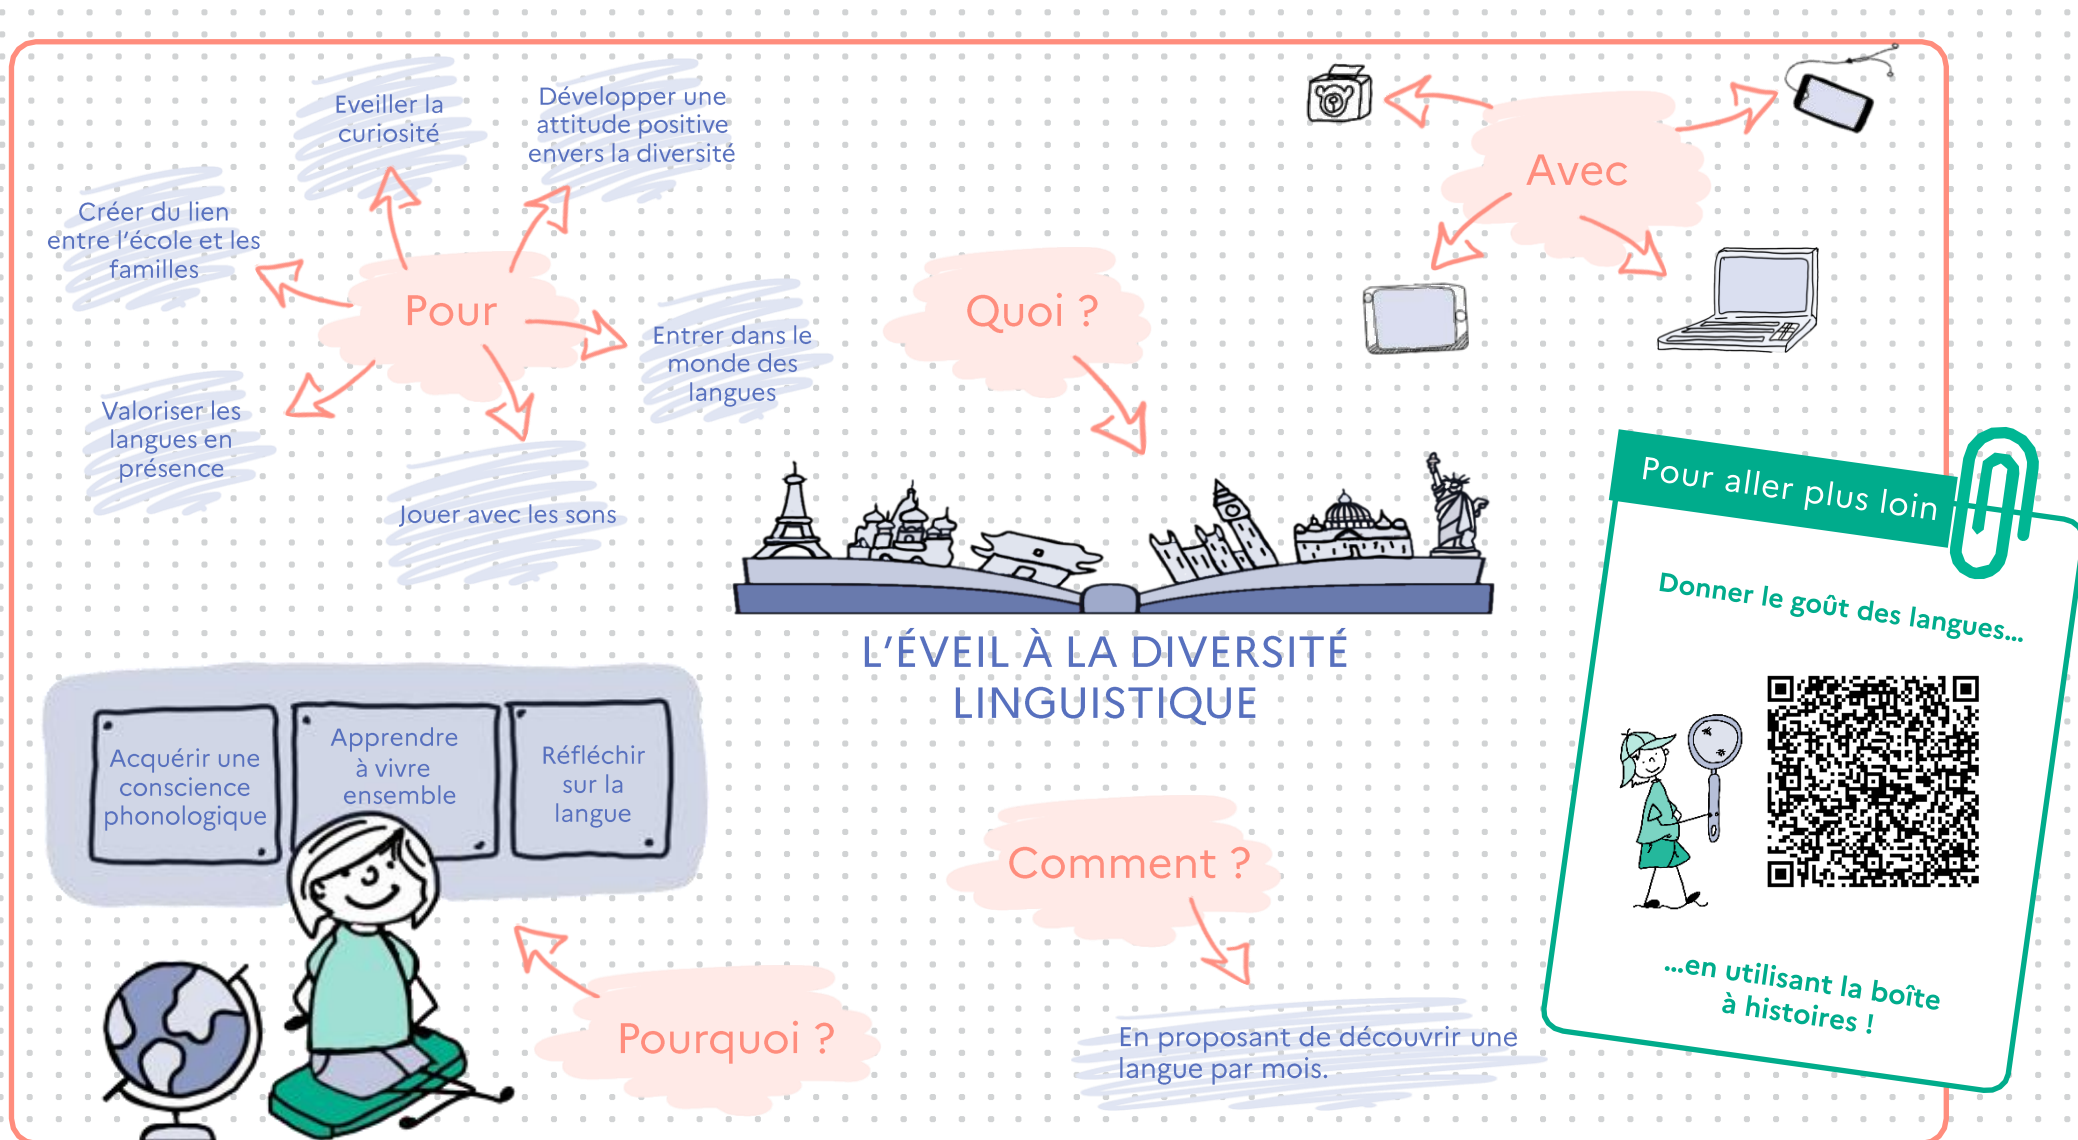 Eveiller la
curiosité
Développer une
attitude positive
envers la diversité
Créer du lien
entre l'école et les
familles
Pour
Entrer dans le
monde des
langues
Valoriser les
langues en
présence
Jouer avec les sons
Quoi ?
L'ÉVEIL À LA DIVERSITÉ
LINGUISTIQUE
Avec
Acquérir une
conscience
phonologique
Apprendre
à vivre
ensemble
Réfléchir
sur la
langue
Pourquoi ?
Comment ?
En proposant de découvrir une
langue par mois.
Pour aller plus loin
Donner le goût des langues...
...en utilisant la boîte
à histoires !